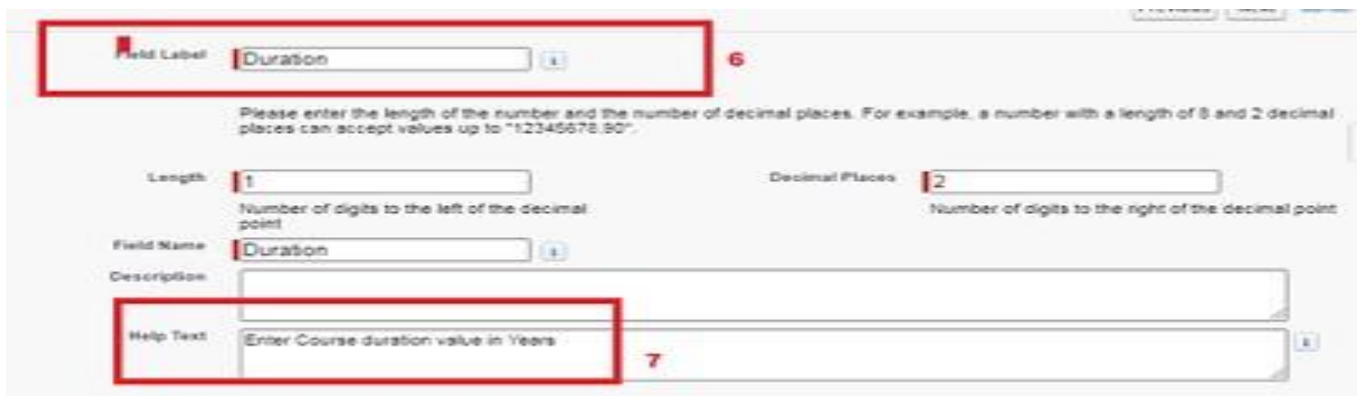 Field Label Duration i 6
Please enter the length of the number and the number of decimal places. For example, a number with a length of 8 and 2 decimal
places can accept values up to "12345678.90".
Length 1 Decimal Places 2
Number of digits to the left of the decimal Number of digits to the right of the decimal point
point
Field Name Duration i
Description
Help Text Enter Course duration value in Years i
7